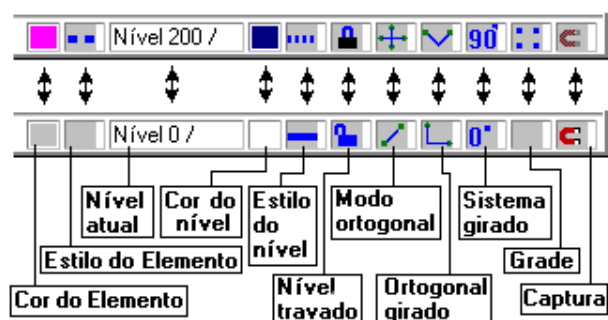 Nível 200 /
90°
Nível 0 /
0°
Nível
atual
Cor do
nível
Estilo
do
nível
Modo
ortogonal
Sistema
girado
Estilo do Elemento
Grade
Cor do Elemento
Nível
travado
Ortogonal
girado
Captura